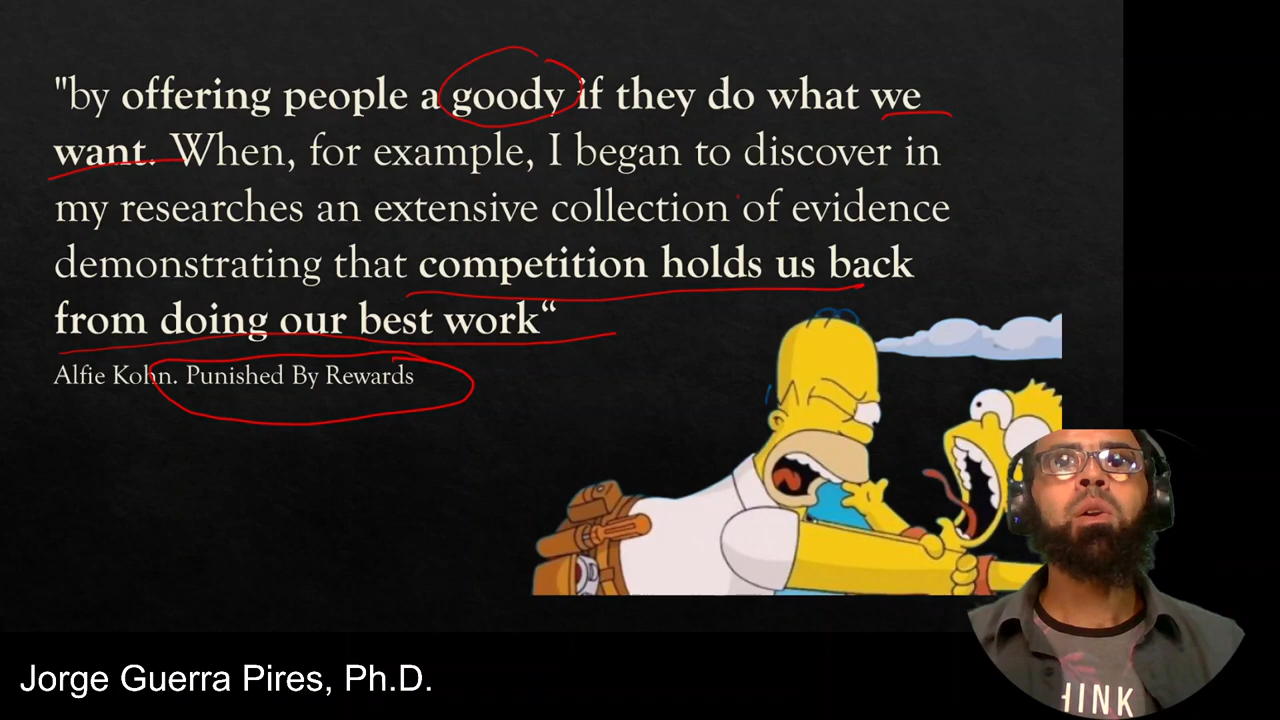 "by offering people a goody if they do what we
want. When, for example, I began to discover in
my researches an extensive collection of evidence
demonstrating that competition holds us back
from doing our best work“
Alfie Kohn. Punished By Rewards
HINK
Jorge Guerra Pires, Ph.D.